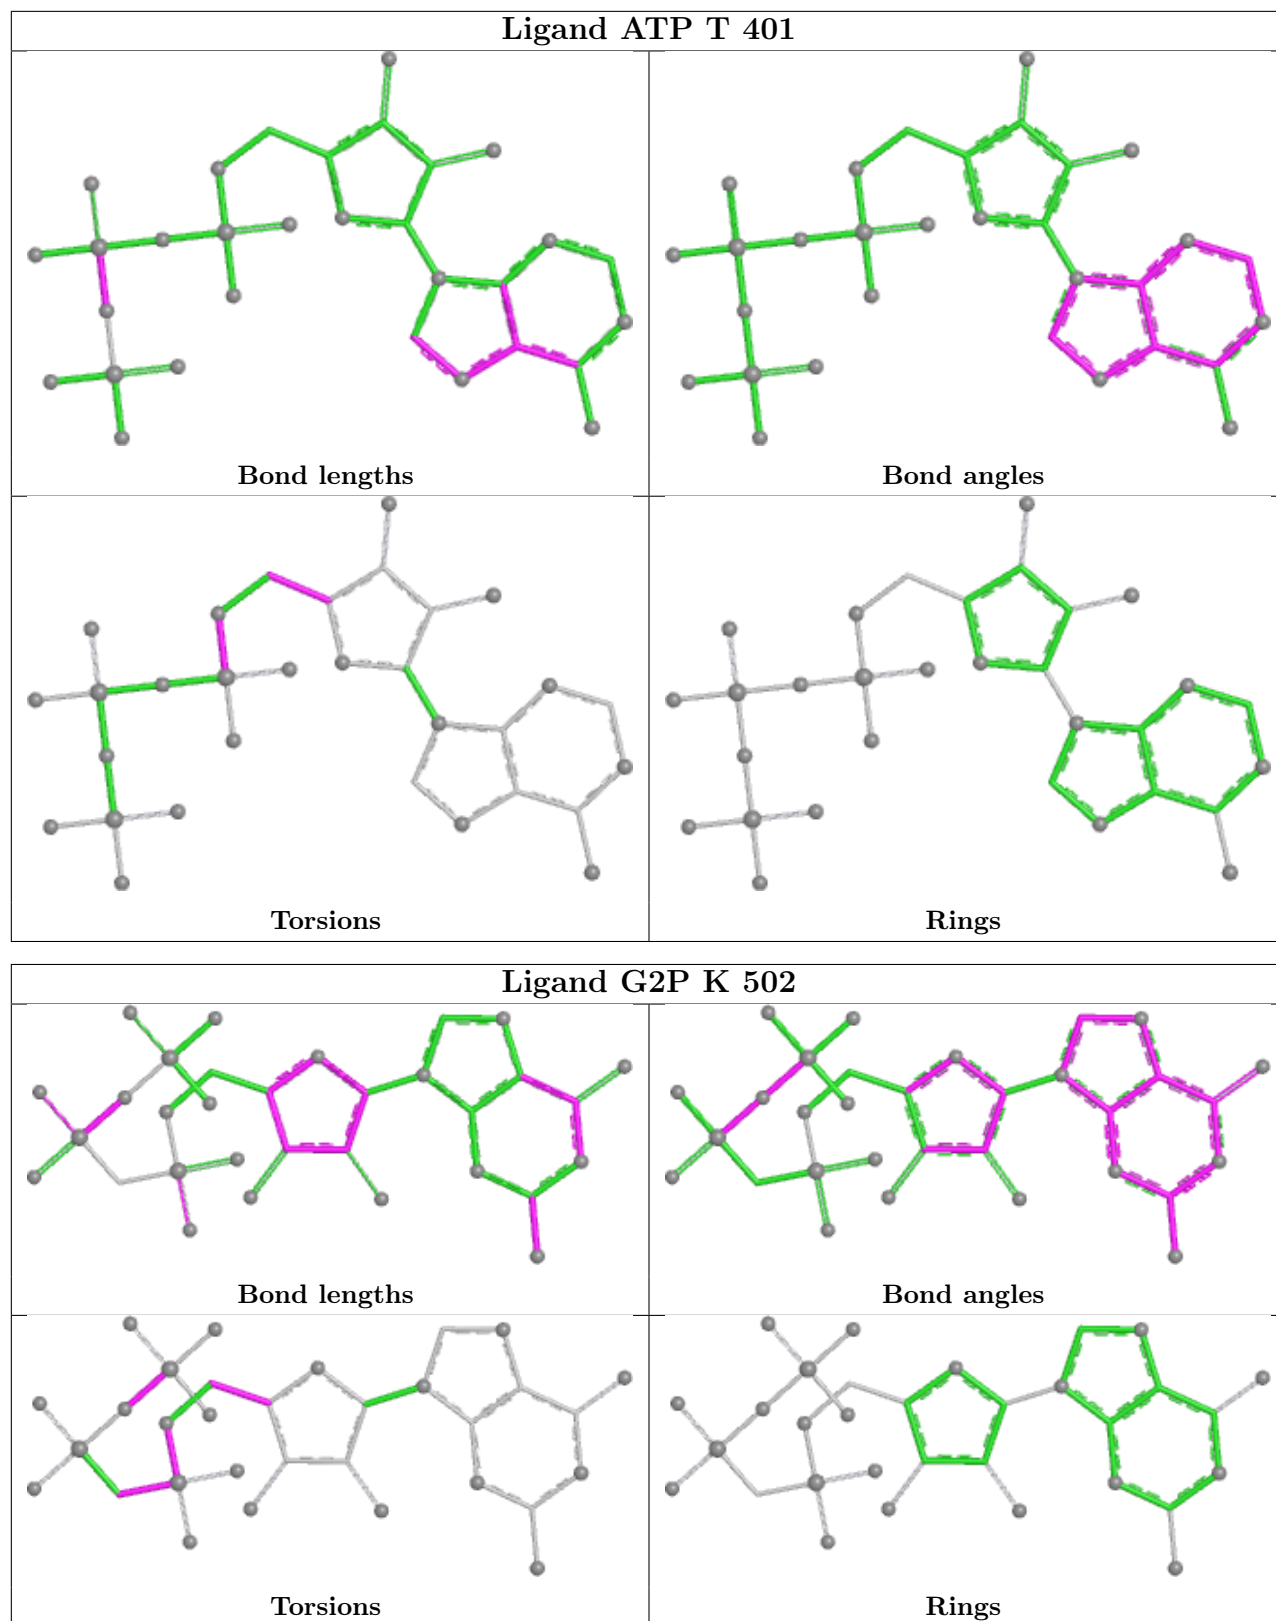 Ligand ATP T 401
Bond lengths
Bond angles
Torsions
Rings
Ligand G2P K 502
Bond lengths
Bond angles
Torsions
Rings